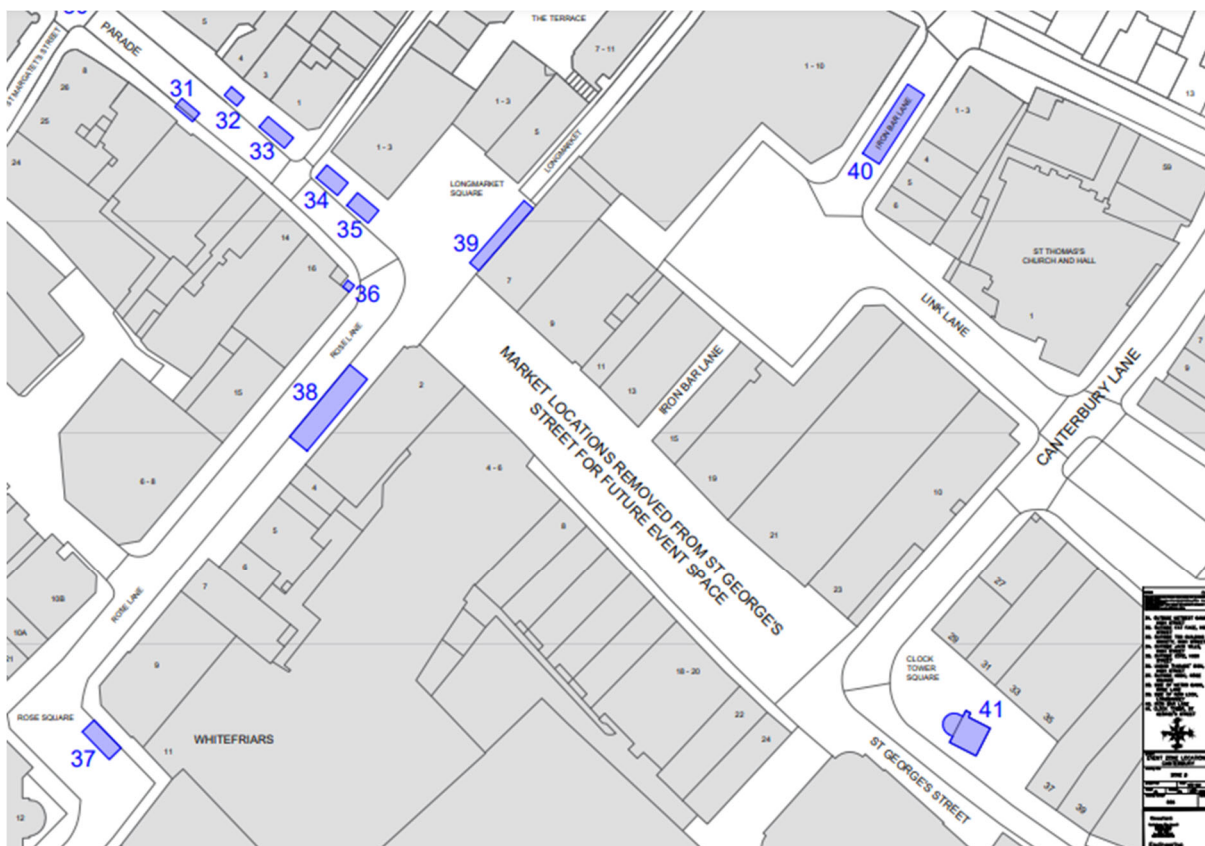 THE TERRACE
PARADE
ST MARGARET'S STREET
5
4
3
1
8
26
25
24
31
32
33
34
35
36
37
38
39
40
41
7 - 11
1 - 3
5
1 - 3
LONGMARKET
LONGMARKET
SQUARE
1 - 10
IRON BAR LANE
13
1 - 3
4
5
6
59
ST THOMAS'S
CHURCH AND HALL
1
7
9
LINK LANE
CANTERBURY LANE
14
16
15
6 - 8
ROSE LANE
7
9
11
13
IRON BAR LANE
15
19
21
23
10
MARKET LOCATIONS REMOVED FROM ST GEORGE'S
STREET FOR FUTURE EVENT SPACE
2
4 - 6
4
5
6
7
8
9
11
18 - 20
22
24
10B
10A
21
ROSE LANE
ROSE SQUARE
12
WHITEFRIARS
27
29
31
33
35
37
39
CLOCK
TOWER
SQUARE
ST GEORGE'S STREET